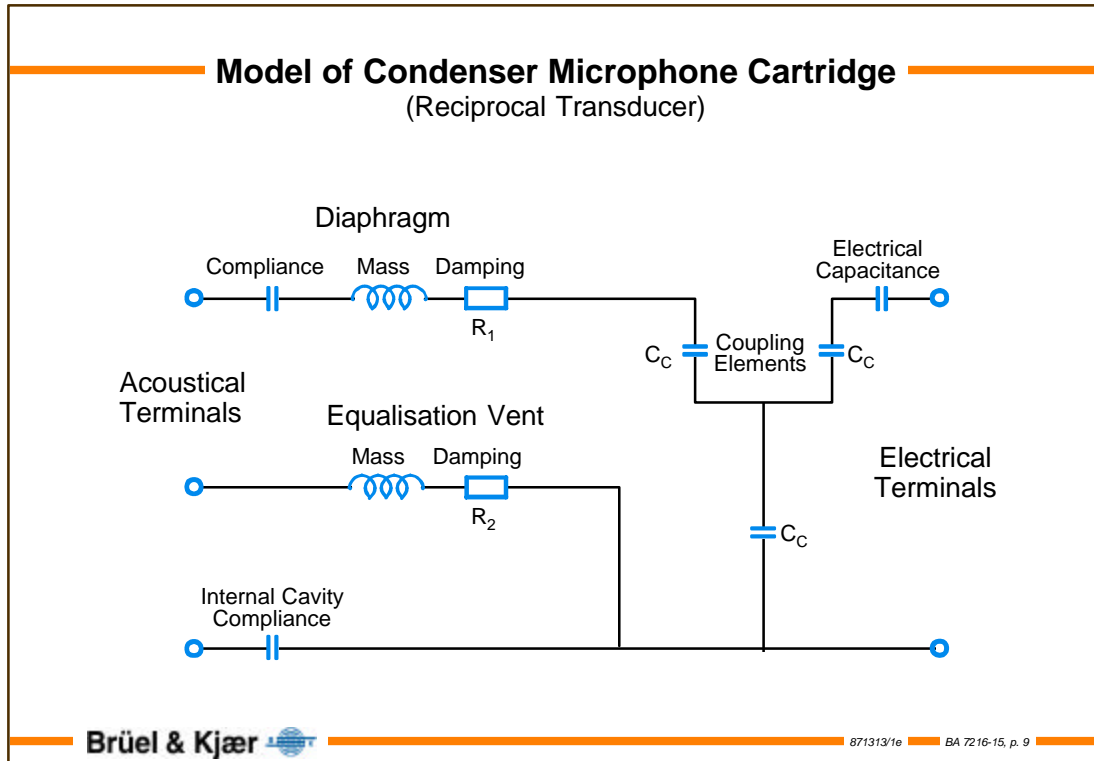 Model of Condenser Microphone Cartridge
(Reciprocal Transducer)
Diaphragm
Compliance
Mass
Damping
R1
Electrical
Capacitance
CC
Coupling
Elements
CC
Acoustical
Terminals
Equalisation Vent
Mass
Damping
R2
Electrical
Terminals
CC
Internal Cavity
Compliance
Brüel & Kjær
871313/1e
BA 7216-15, p. 9